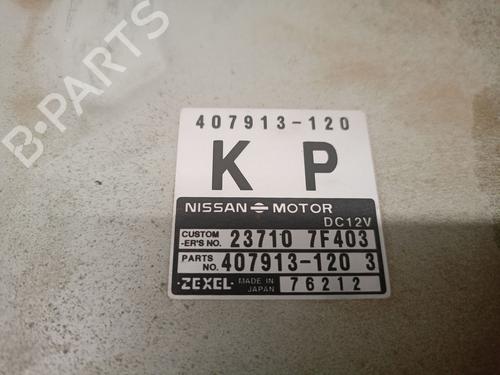 B-PARTS
407913-120
K P
NISSAN MOTOR
DC12V
CUSTOM
-ER'S NO. 23710 7F403
PARTS
NO. 407913-120 3
·ZEXEL· MADE IN JAPAN 76212